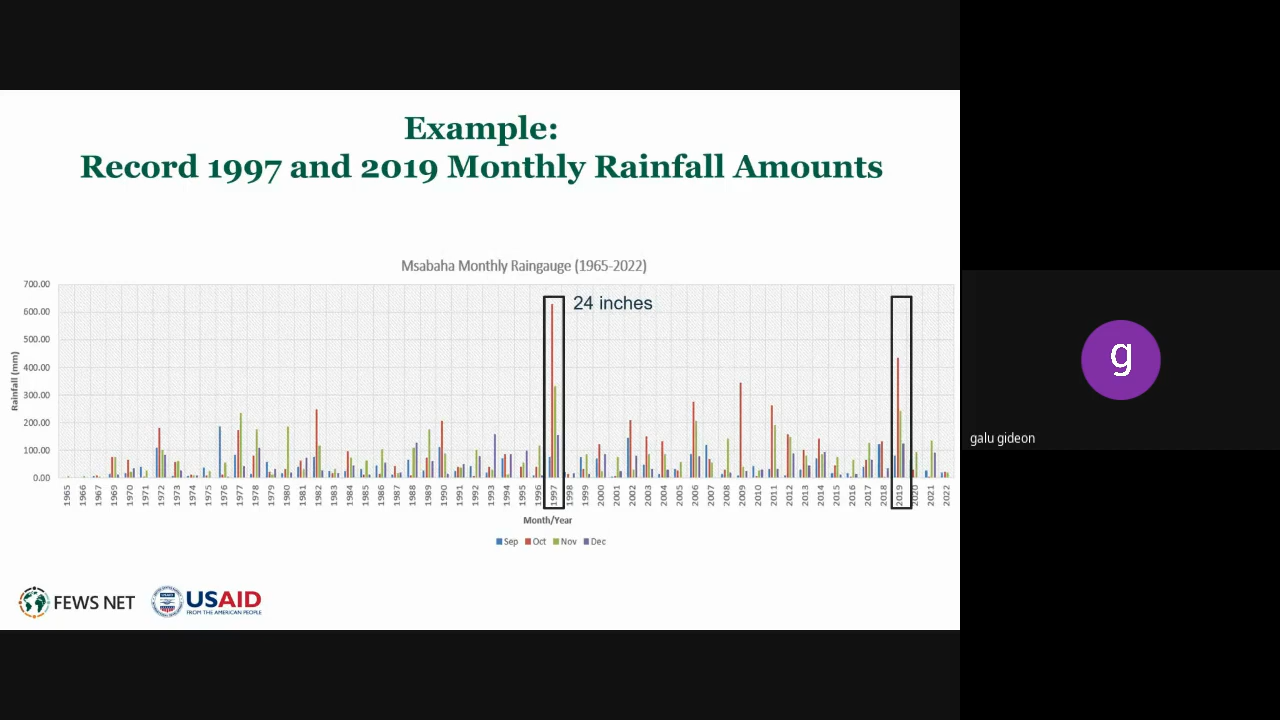 Example:
Record 1997 and 2019 Monthly Rainfall Amounts
Msabaha Monthly Raingauge (1965-2022)
700.00
600.00
500.00
400.00
300.00
200.00
100.00
0.00
Rainfall (mm)
24 inches
1965 1966 1967 1969 1970 1971 1972 1973 1974 1975 1976 1977 1978 1979 1980 1981 1982 1983 1984 1985 1986 1987 1988 1989 1990 1991 1992 1993 1994 1995 1996 1997 1998 1999 2000 2001 2002 2003 2004 2005 2006 2007 2008 2009 2010 2011 2012 2013 2014 2015 2016 2017 2018 2019 2020 2021 2022
Month/Year
Sep Oct Nov Dec
FEWS NET
USAID
FROM THE AMERICAN PEOPLE
g
galu gideon